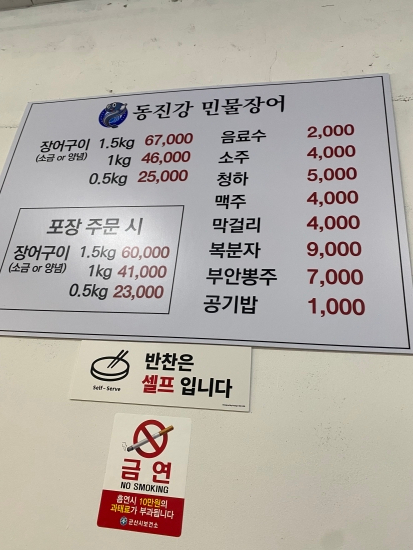 동진강 민물장어
장어구이 1.5kg 67,000
(소금 or 양념) 1kg 46,000
0.5kg 25,000
포장 주문 시
장어구이 1.5kg 60,000
(소금 or 양념) 1kg 41,000
0.5kg 23,000
음료수 2,000
소주 4,000
청하 5,000
맥주 4,000
막걸리 4,000
복분자 9,000
부안뽕주 7,000
공기밥 1,000
Self-Serve
반찬은
셀프 입니다
금연
NO SMOKING
흡연시 10만원의
과태료가 부과됩니다
군산시보건소